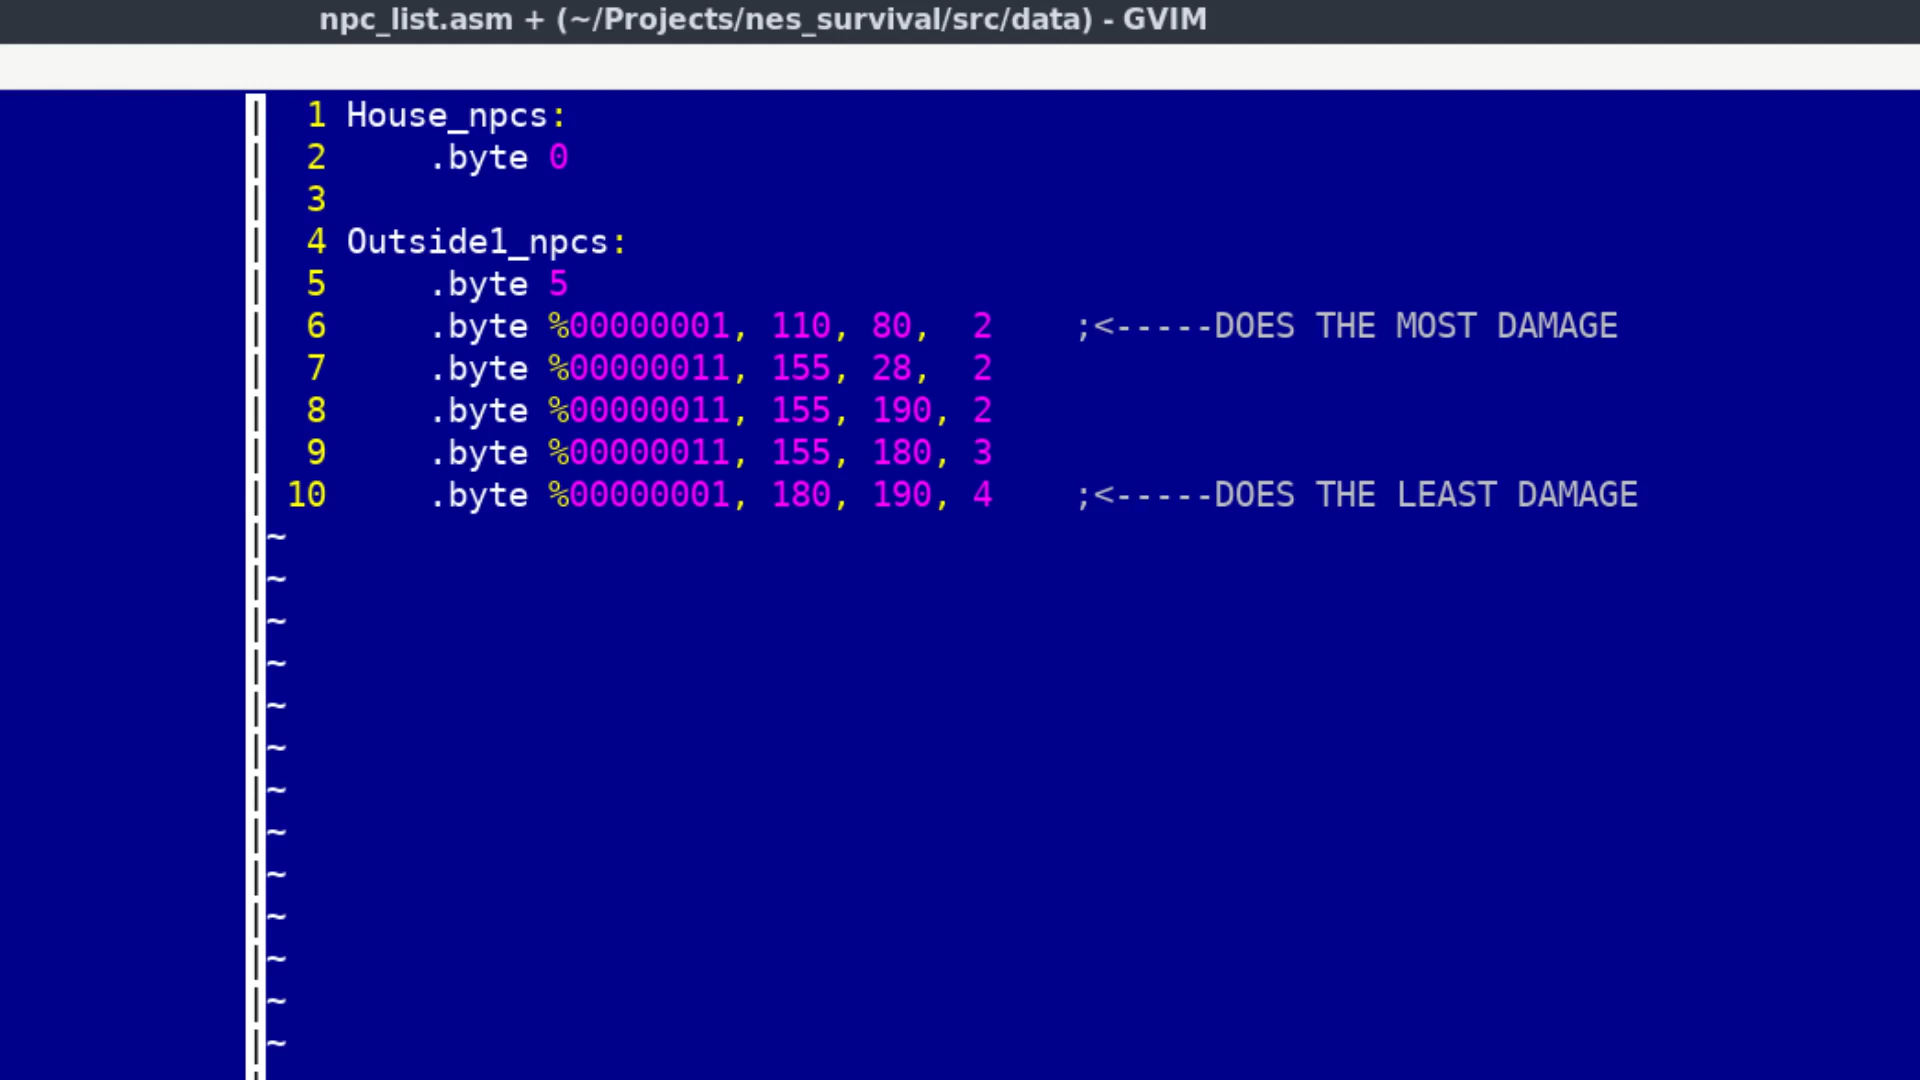 npc_list.asm + (~/Projects/nes_survival/src/data) - GVIM
1 House_npcs:
2     .byte 0
3
4 Outside1_npcs:
5     .byte 5
6     .byte %00000001, 110, 80,  2    ;<-----DOES THE MOST DAMAGE
7     .byte %00000011, 155, 28,  2
8     .byte %00000011, 155, 190, 2
9     .byte %00000011, 155, 180, 3
10     .byte %00000001, 180, 190, 4    ;<-----DOES THE LEAST DAMAGE
~
~
~
~
~
~
~
~
~
~
~
~
~